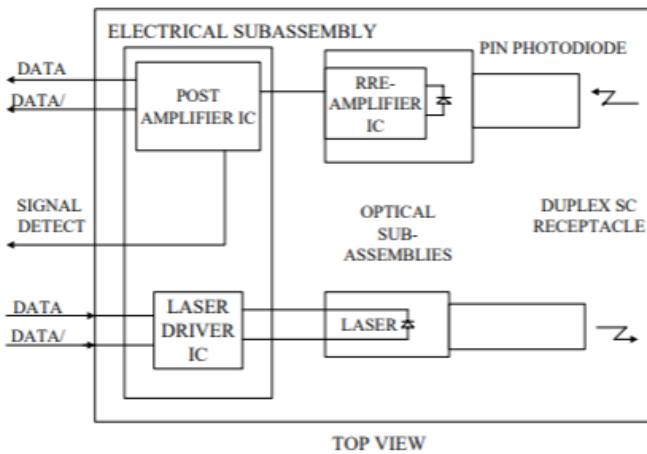 ELECTRICAL SUBASSEMBLY
DATA
DATA/
POST
AMPLIFIER IC
RRE-
AMPLIFIER
IC
PIN PHOTODIODE
SIGNAL
DETECT
OPTICAL
SUB-
ASSEMBLIES
DUPLEX SC
RECEPTACLE
DATA
DATA/
LASER
DRIVER
IC
LASER
TOP VIEW